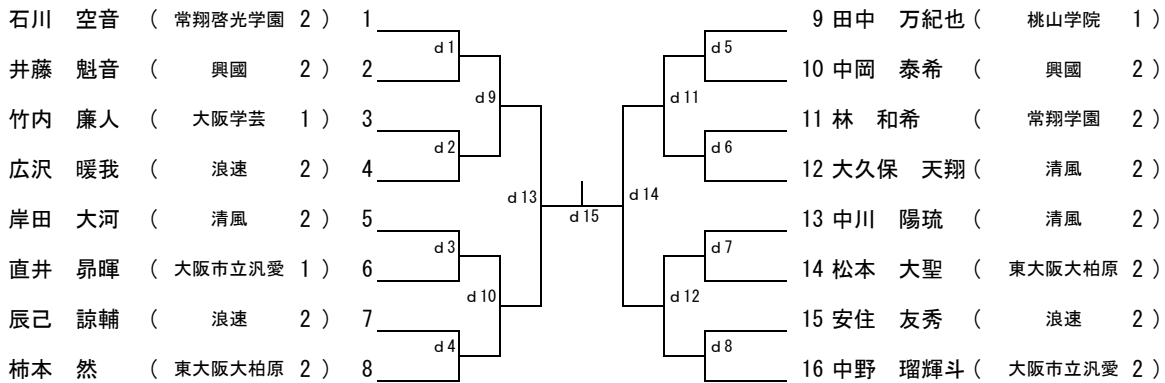 石川　空音　（　常翔啓光学園　2　）　1
井藤　魁音　（　興國　2　）　2
竹内　廉人　（　大阪学芸　1　）　3
広沢　暖我　（　浪速　2　）　4
岸田　大河　（　清風　2　）　5
直井　昴暉　（　大阪市立汎愛　1　）　6
辰己　諒輔　（　浪速　2　）　7
柿本　然　（　東大阪大柏原　2　）　8
d1
d2
d3
d4
d9
d10
d13
d15
d14
d11
d12
d5
d6
d7
d8
9 田中　万紀也（　桃山学院　1　）
10 中岡　泰希　（　興國　2　）
11 林　和希　（　常翔学園　2　）
12 大久保　天翔（　清風　2　）
13 中川　陽琉　（　清風　2　）
14 松本　大聖　（　東大阪大柏原　2　）
15 安住　友秀　（　浪速　2　）
16 中野　瑠輝斗（　大阪市立汎愛　2　）